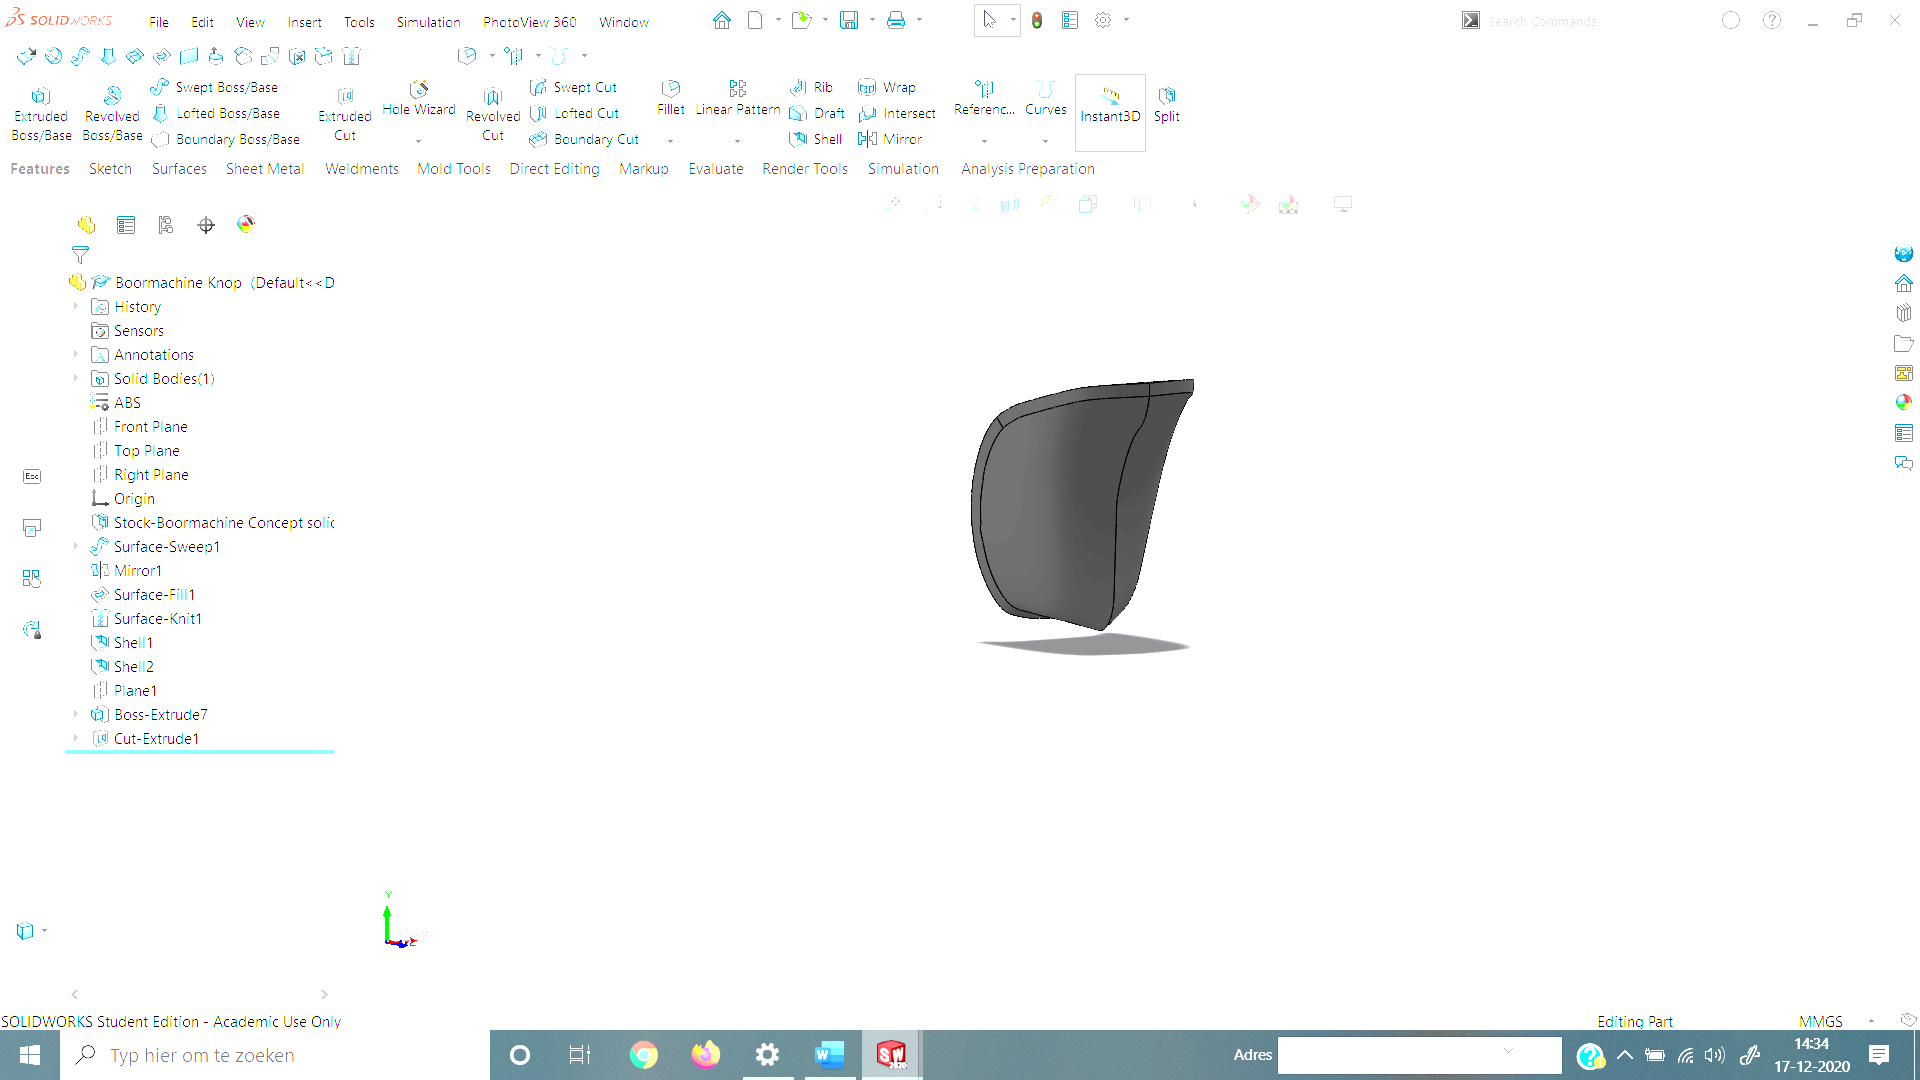 SOLIDWORKS File Edit View Insert Tools Simulation PhotoView 360 Window Search Commands
Extruded Boss/Base
Revolved Boss/Base
Swept Boss/Base
Lofted Boss/Base
Boundary Boss/Base
Extruded Cut
Hole Wizard
Revolved Cut
Swept Cut
Lofted Cut
Boundary Cut
Fillet
Linear Pattern
Rib
Draft
Shell
Wrap
Intersect
Mirror
Referenc...
Curves
Instant3D
Split
Features Sketch Surfaces Sheet Metal Weldments Mold Tools Direct Editing Markup Evaluate Render Tools Simulation Analysis Preparation
Boormachine Knop (Default<<D
History
Sensors
Annotations
Solid Bodies(1)
ABS
Front Plane
Top Plane
Right Plane
Esc
Origin
Stock-Boormachine Concept solic
Surface-Sweep1
Mirror1
Surface-Fill1
Surface-Knit1
Shell1
Shell2
Plane1
Boss-Extrude7
Cut-Extrude1
Y
Z
SOLIDWORKS Student Edition - Academic Use Only
Editing Part
MMGS
Typ hier om te zoeken
Adres
14:34
17-12-2020